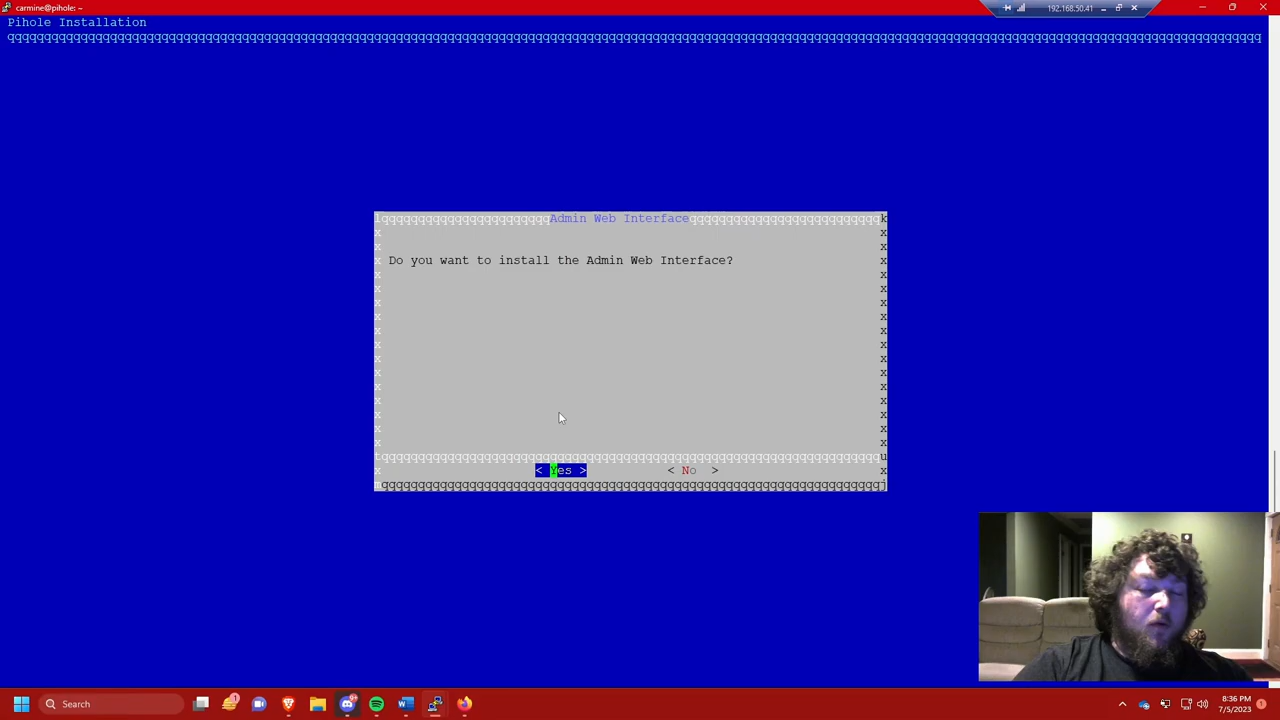 carmine@pihole: ~
192.168.50.41
Pihole Installation
Admin Web Interface
Do you want to install the Admin Web Interface?
< Yes >
< No >
Search
8:36 PM
7/5/2023